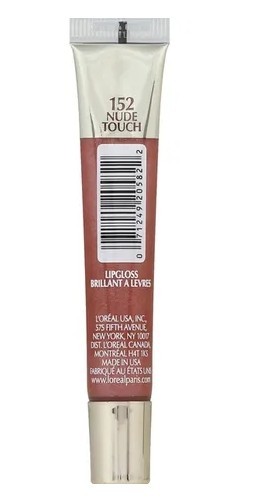 152
NUDE
TOUCH
0 71249 20582 2
LIPGLOSS
BRILLANT A LEVRES
L'ORÉAL USA, INC.,
575 FIFTH AVENUE,
NEW YORK, NY 10017
DIST. L'ORÉAL CANADA,
MONTRÉAL H4T 1K5
MADE IN USA
FABRIQUÉ AU ÉTATS UNIS
www.lorealparis.com